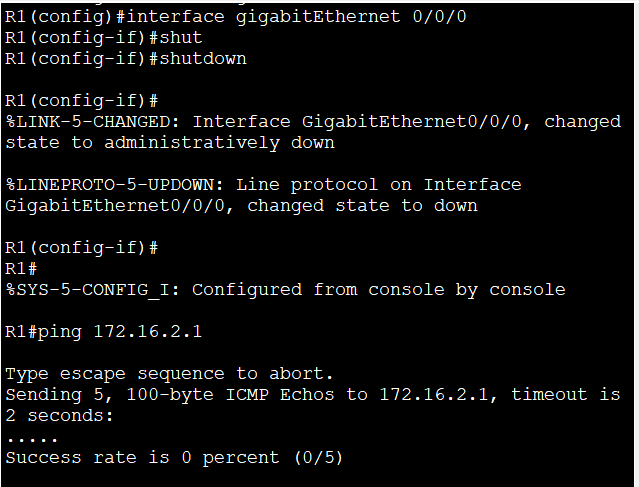 R1(config)#interface gigabitEthernet 0/0/0
R1(config-if)#shut
R1(config-if)#shutdown
R1(config-if)#
%LINK-5-CHANGED: Interface GigabitEthernet0/0/0, changed
state to administratively down
%LINEPROTO-5-UPDOWN: Line protocol on Interface
GigabitEthernet0/0/0, changed state to down
R1(config-if)#
R1#
%SYS-5-CONFIG_I: Configured from console by console
R1#ping 172.16.2.1
Type escape sequence to abort.
Sending 5, 100-byte ICMP Echos to 172.16.2.1, timeout is
2 seconds:
.....
Success rate is 0 percent (0/5)